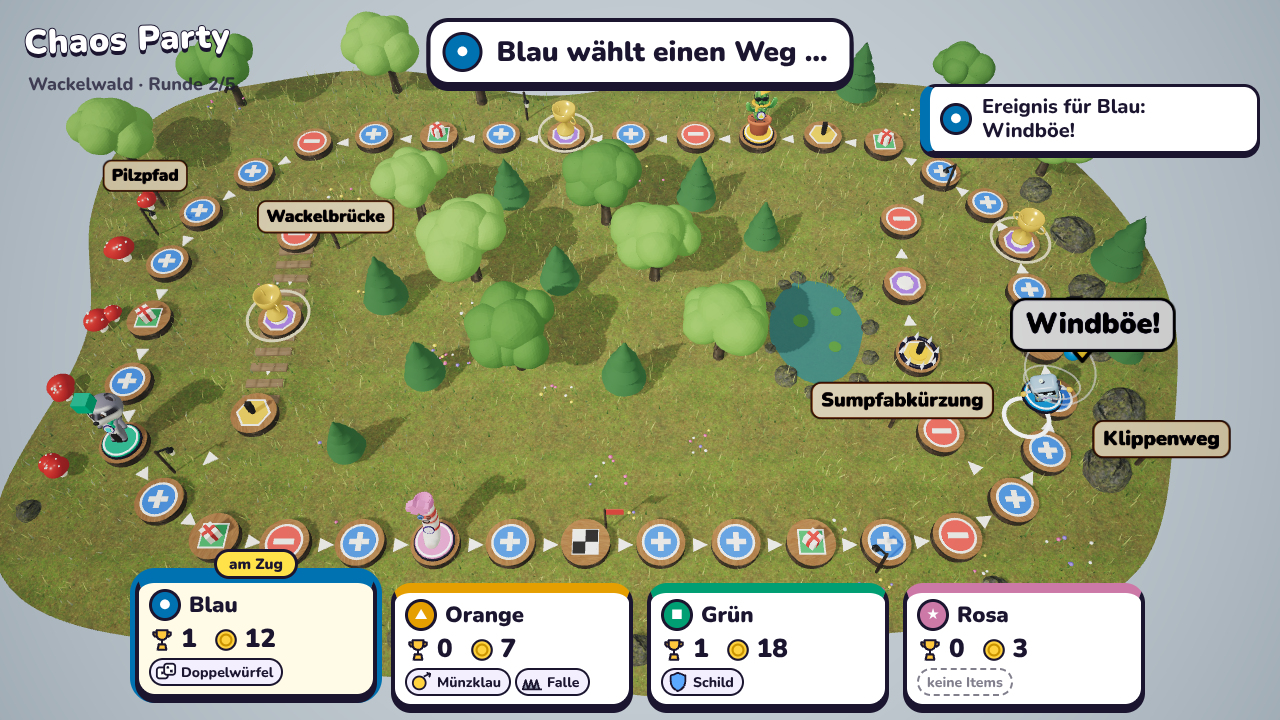 Chaos Party
Wackelwald · Runde 2/5
Blau wählt einen Weg ...
Ereignis für Blau:
Windböe!
Pilzpfad
Wackelbrücke
Windböe!
Sumpfabkürzung
Klippenweg
am Zug
Blau
1 12
Doppelwürfel
Orange
0 7
Münzklau
Falle
Grün
1 18
Schild
Rosa
0 3
keine Items